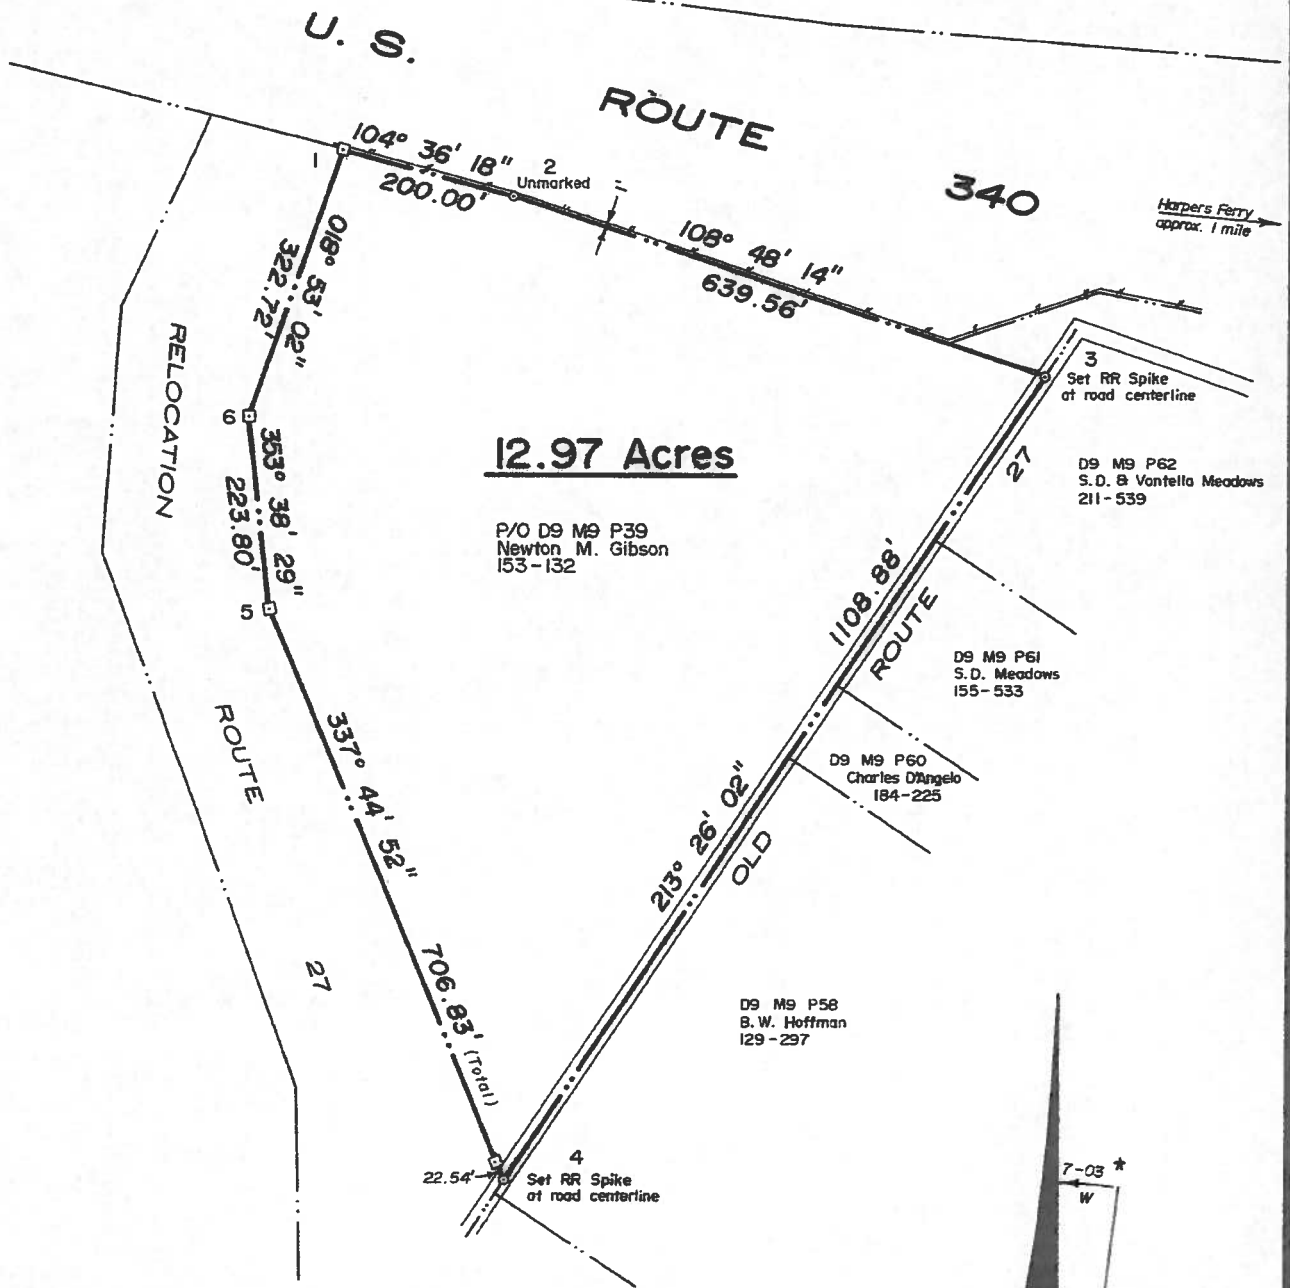 U. S.
ROUTE
340
Harpers Ferry
approx. 1 mile
1
104° 36' 18"
200.00'
2
Unmarked
108° 48' 14"
639.56'
3
Set RR Spike
at road centerline
018° 53' 02"
322.72'
6
353° 38' 29"
223.80'
5
RELOCATION
ROUTE
27
12.97 Acres
P/O D9 M9 P39
Newton M. Gibson
153-132
27
ROUTE
OLD
1108.88'
213° 26' 02"
D9 M9 P62
S.D. & Vantella Meadows
211-539
D9 M9 P61
S.D. Meadows
155-533
D9 M9 P60
Charles D'Angelo
184-225
337° 44' 52"
706.83' (Total)
D9 M9 P58
B.W. Hoffman
129-297
22.54'
4
Set RR Spike
at road centerline
7-03 *
W